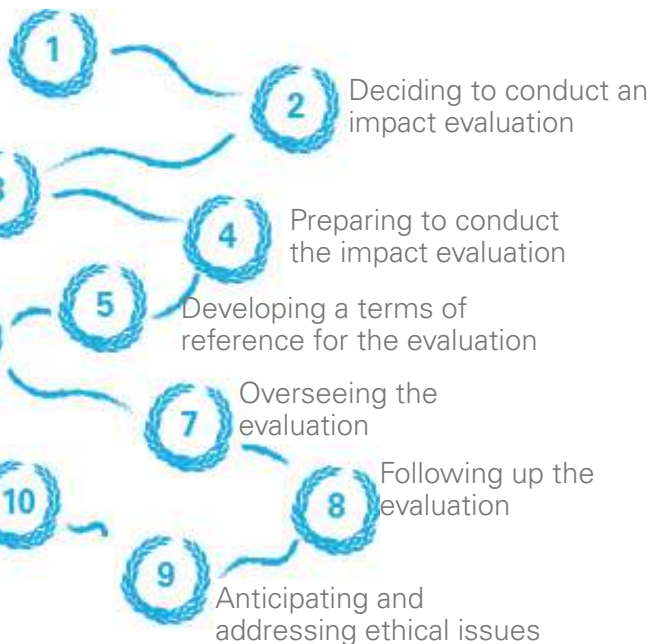 1
2
Deciding to conduct an
impact evaluation
3
4
Preparing to conduct
the impact evaluation
5
Developing a terms of
reference for the evaluation
7
Overseeing the
evaluation
Following up the
8
evaluation
10
9
Anticipating and
addressing ethical issues